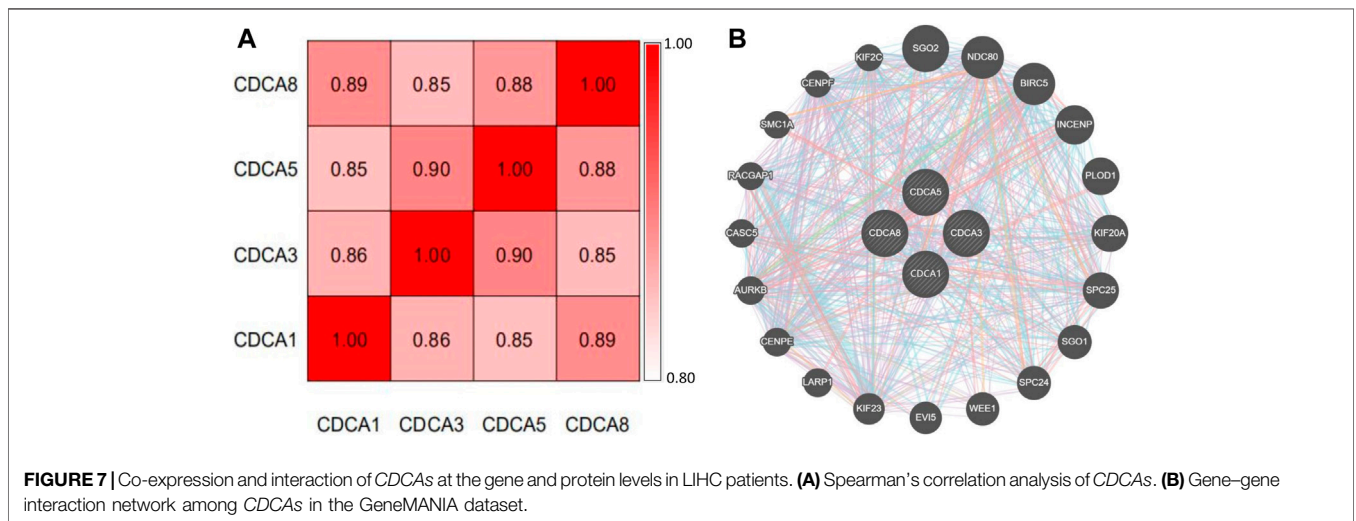 A
CDCA8 0.89 0.85 0.88 1.00
CDCA5 0.85 0.90 1.00 0.88
CDCA3 0.86 1.00 0.90 0.85
CDCA1 1.00 0.86 0.85 0.89
CDCA1 CDCA3 CDCA5 CDCA8
1.00
0.80
B
SGO2
NDC80
BIRC5
INCENP
PLOD1
KIF20A
SPC25
SGO1
SPC24
WEE1
EVI5
KIF23
LARP1
CENPE
AURKB
CASC5
RACGAP1
SMC1A
CENPF
KIF2C
CDCA5
CDCA8
CDCA3
CDCA1
FIGURE 7 | Co-expression and interaction of CDCAs at the gene and protein levels in LIHC patients. (A) Spearman's correlation analysis of CDCAs. (B) Gene–gene
interaction network among CDCAs in the GeneMANIA dataset.